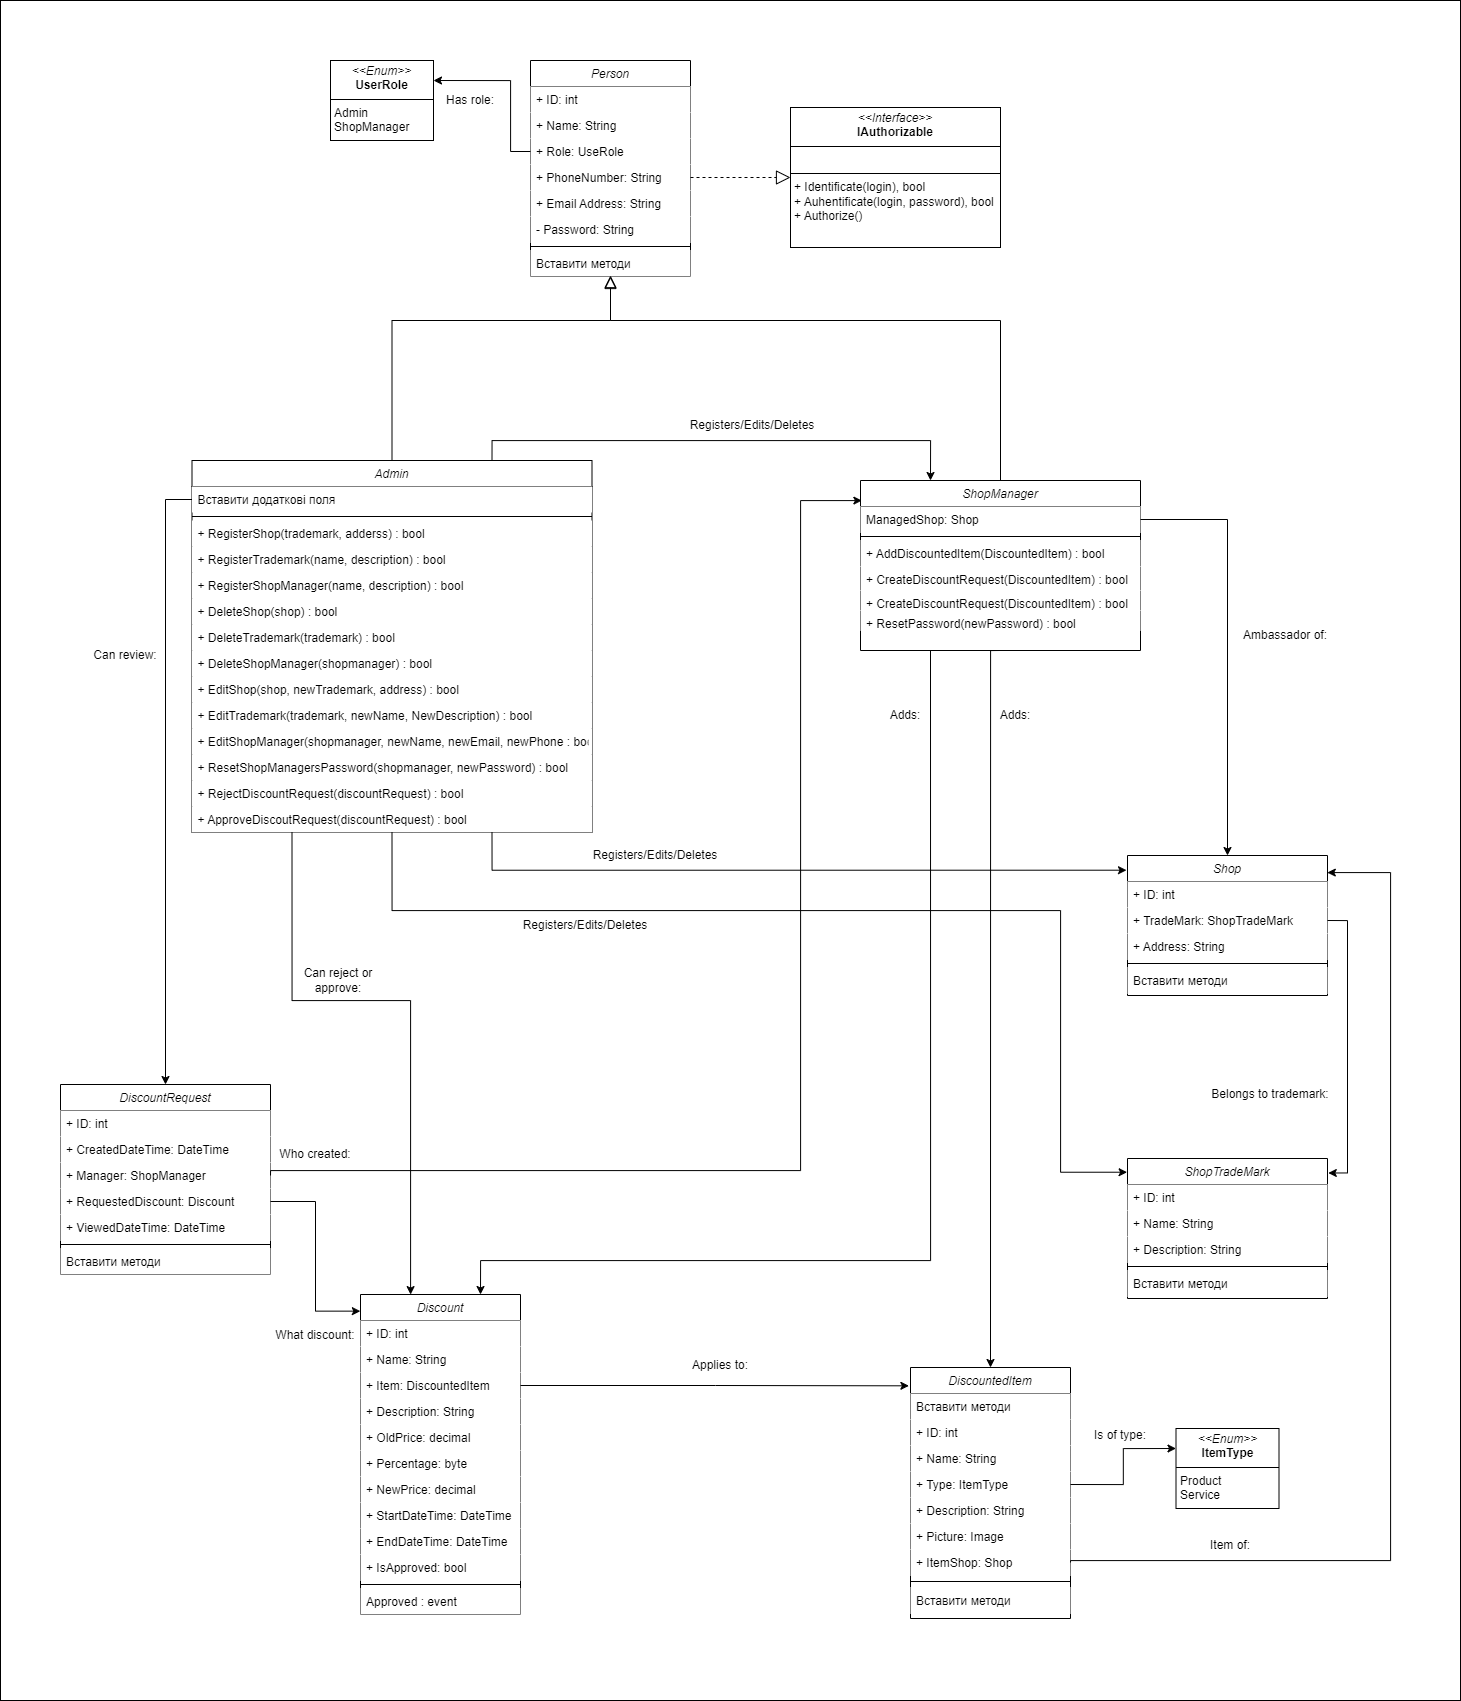 <<Enum>>
UserRole
Admin
ShopManager
Has role:
Person
+ ID: int
+ Name: String
+ Role: UseRole
+ PhoneNumber: String
+ Email Address: String
- Password: String
Вставити методи
<<Interface>>
IAuthorizable
+ Identificate(login), bool
+ Auhentificate(login, password), bool
+ Authorize()
Registers/Edits/Deletes
Admin
Вставити додаткові поля
+ RegisterShop(trademark, adderss) : bool
+ RegisterTrademark(name, description) : bool
+ RegisterShopManager(name, description) : bool
+ DeleteShop(shop) : bool
+ DeleteTrademark(trademark) : bool
+ DeleteShopManager(shopmanager) : bool
+ EditShop(shop, newTrademark, address) : bool
+ EditTrademark(trademark, newName, NewDescription) : bool
+ EditShopManager(shopmanager, newName, newEmail, newPhone :
+ ResetShopManagersPassword(shopmanager, newPassword) : bool
+ RejectDiscountRequest(discountRequest) : bool
+ ApproveDiscoutRequest(discountRequest) : bool
ShopManager
ManagedShop: Shop
+ AddDiscountedItem(DiscountedItem) : bool
+ CreateDiscountRequest(DiscountedItem) : bool
+ CreateDiscountRequest(DiscountedItem) : bool
+ ResetPassword(newPassword) : bool
Can review:
Ambassador of:
Adds:
Adds:
Registers/Edits/Deletes
Registers/Edits/Deletes
Shop
+ ID: int
+ TradeMark: ShopTradeMark
+ Address: String
Вставити методи
Can reject or
approve:
Belongs to trademark:
DiscountRequest
+ ID: int
+ CreatedDateTime: DateTime
+ Manager: ShopManager
+ RequestedDiscount: Discount
+ ViewedDateTime: DateTime
Вставити методи
Who created:
ShopTradeMark
+ ID: int
+ Name: String
+ Description: String
Вставити методи
What discount:
Discount
+ ID: int
+ Name: String
+ Item: DiscountedItem
+ Description: String
+ OldPrice: decimal
+ Percentage: byte
+ NewPrice: decimal
+ StartDateTime: DateTime
+ EndDateTime: DateTime
+ IsApproved: bool
Approved : event
Applies to:
DiscountedItem
Вставити методи
+ ID: int
+ Name: String
+ Type: ItemType
+ Description: String
+ Picture: Image
+ ItemShop: Shop
Вставити методи
Is of type:
<<Enum>>
ItemType
Product
Service
Item of: